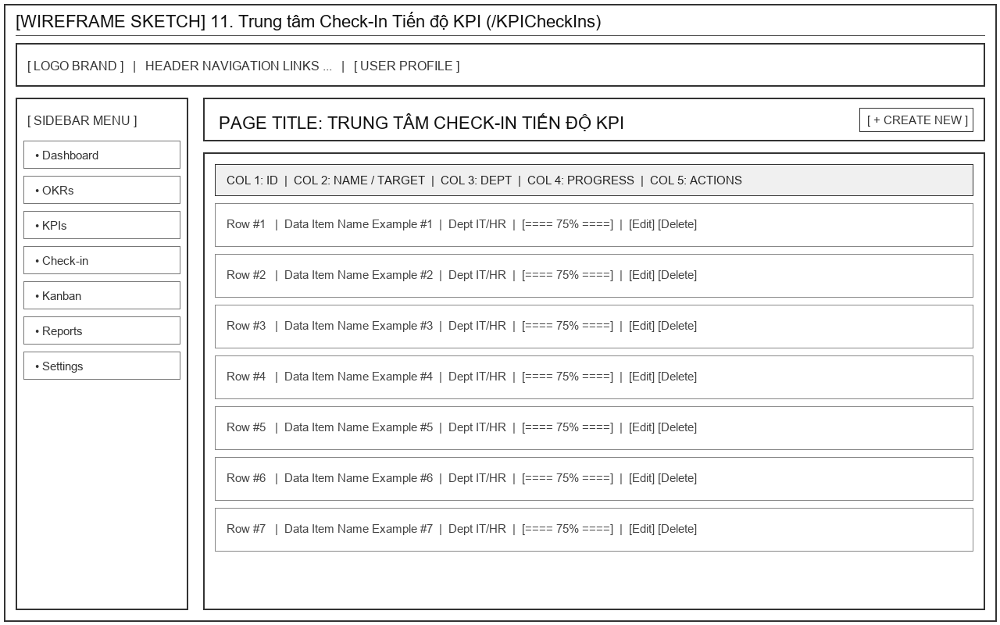 [WIREFRAME SKETCH] 11. Trung tâm Check-In Tiến độ KPI (/KPICheckIns)
[ LOGO BRAND ] | HEADER NAVIGATION LINKS ... | [ USER PROFILE ]
[ SIDEBAR MENU ]
• Dashboard
• OKRs
• KPIs
• Check-in
• Kanban
• Reports
• Settings
PAGE TITLE: TRUNG TÂM CHECK-IN TIẾN ĐỘ KPI
[ + CREATE NEW ]
COL 1: ID | COL 2: NAME / TARGET | COL 3: DEPT | COL 4: PROGRESS | COL 5: ACTIONS
Row #1 | Data Item Name Example #1 | Dept IT/HR | [==== 75% ====] | [Edit] [Delete]
Row #2 | Data Item Name Example #2 | Dept IT/HR | [==== 75% ====] | [Edit] [Delete]
Row #3 | Data Item Name Example #3 | Dept IT/HR | [==== 75% ====] | [Edit] [Delete]
Row #4 | Data Item Name Example #4 | Dept IT/HR | [==== 75% ====] | [Edit] [Delete]
Row #5 | Data Item Name Example #5 | Dept IT/HR | [==== 75% ====] | [Edit] [Delete]
Row #6 | Data Item Name Example #6 | Dept IT/HR | [==== 75% ====] | [Edit] [Delete]
Row #7 | Data Item Name Example #7 | Dept IT/HR | [==== 75% ====] | [Edit] [Delete]